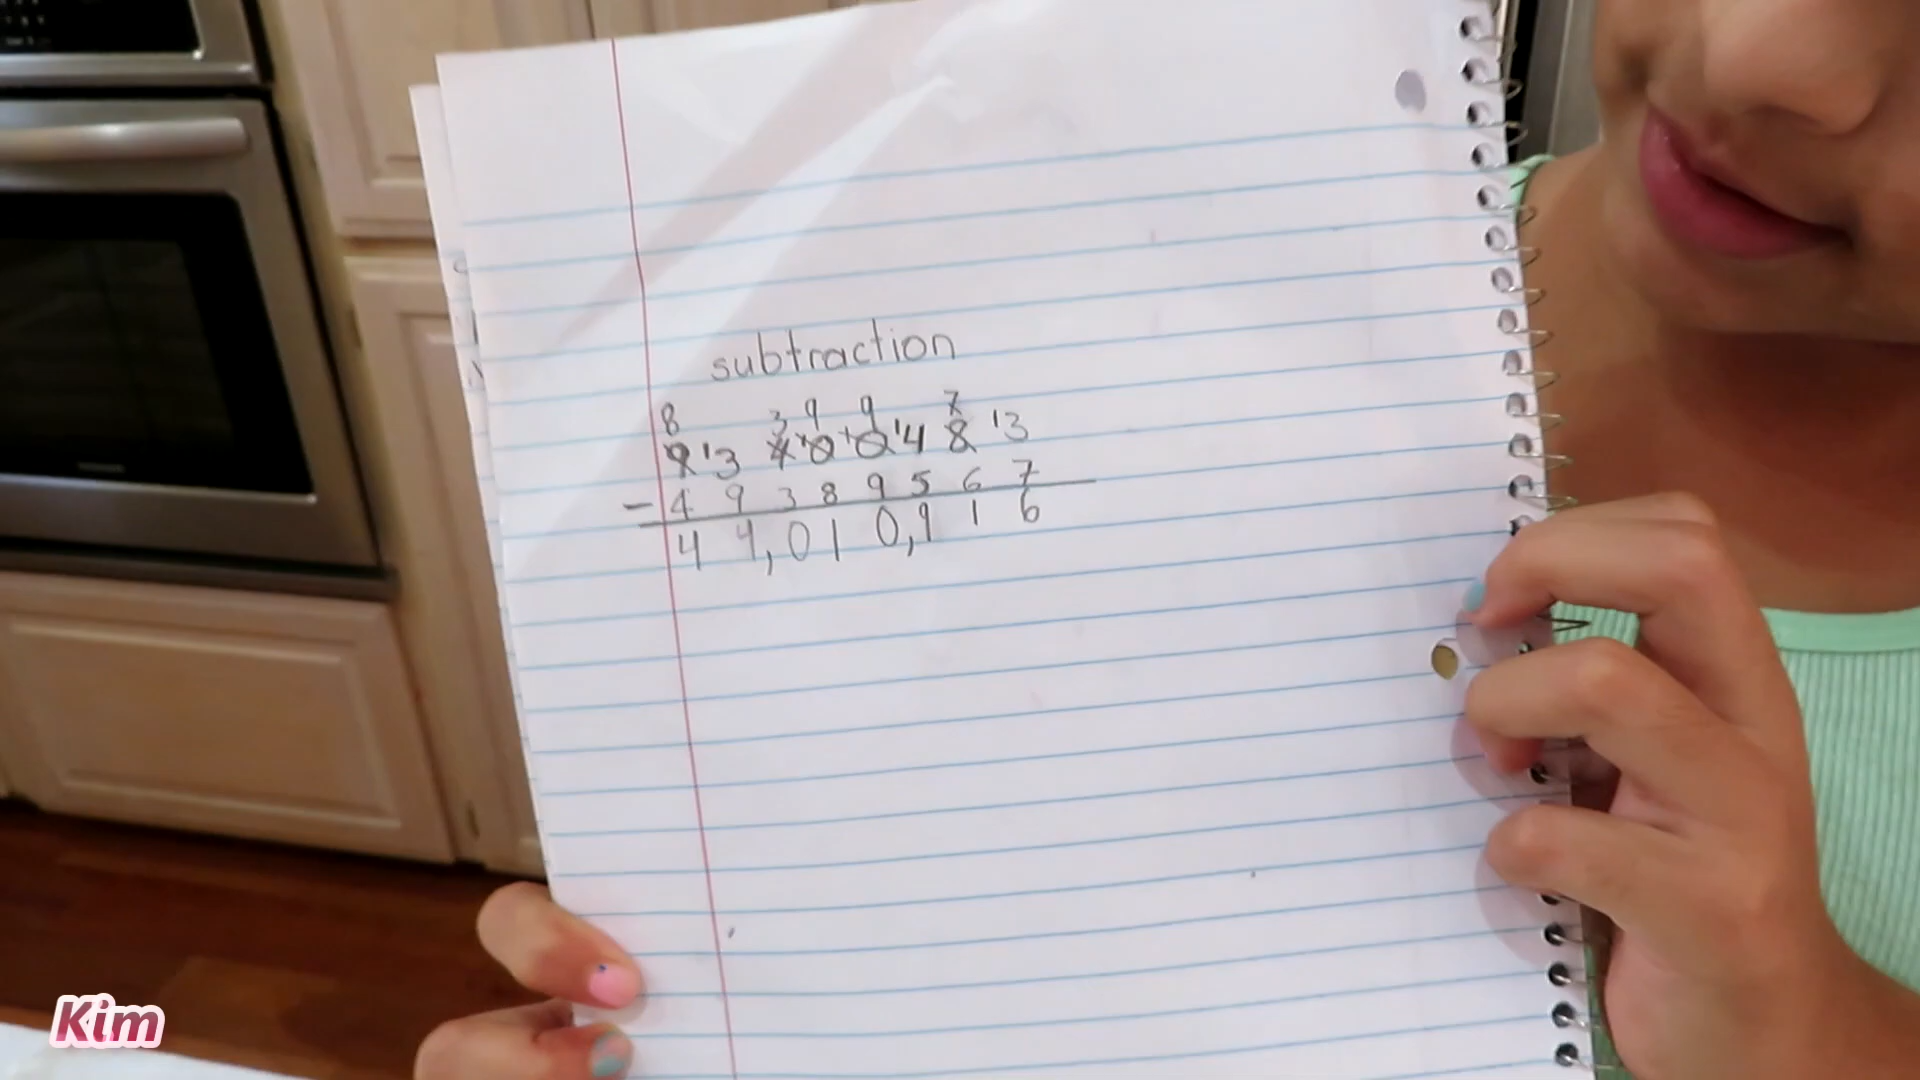 subtraction
8 3 9 9 7
9 13 4 10 10 14 8 13
- 4 9 3 8 9 5 6 7
4 4,0 1 0,9 1 6
Kim